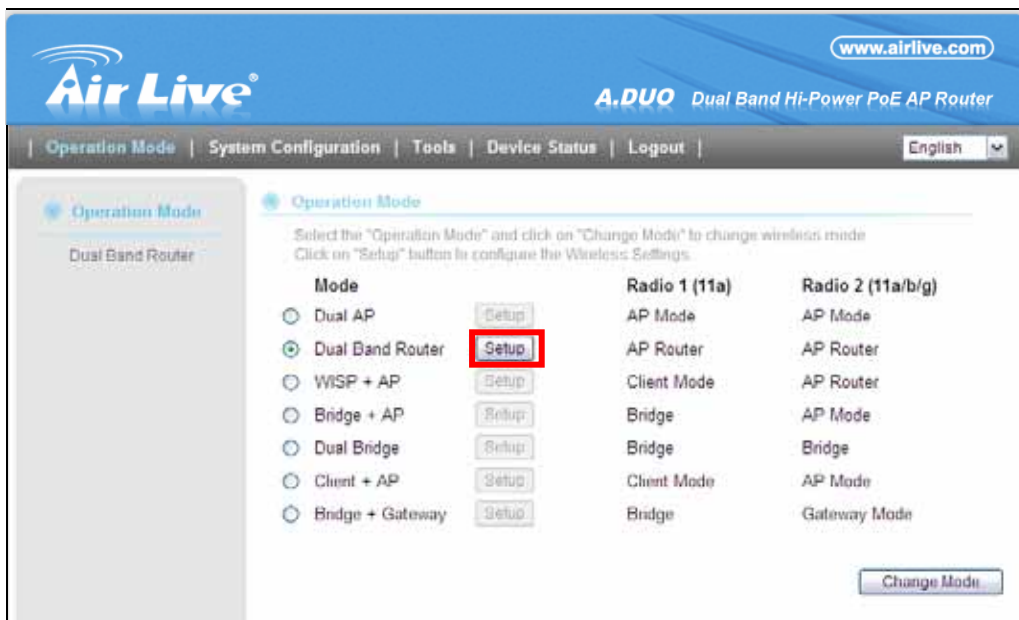 www.airlive.com
Air Live®
A.DUO Dual Band Hi-Power PoE AP Router
| Operation Mode | System Configuration | Tools | Device Status | Logout | English
Operation Mode
Dual Band Router
Operation Mode
Select the "Operation Mode" and click on "Change Mode" to change wireless mode
Click on "Setup" button to configure the Wireless Settings.
Mode Radio 1 (11a) Radio 2 (11a/b/g)
Dual AP Setup AP Mode AP Mode
Dual Band Router Setup AP Router AP Router
WISP + AP Setup Client Mode AP Router
Bridge + AP Setup Bridge AP Mode
Dual Bridge Setup Bridge Bridge
Client + AP Setup Client Mode AP Mode
Bridge + Gateway Setup Bridge Gateway Mode
Change Mode